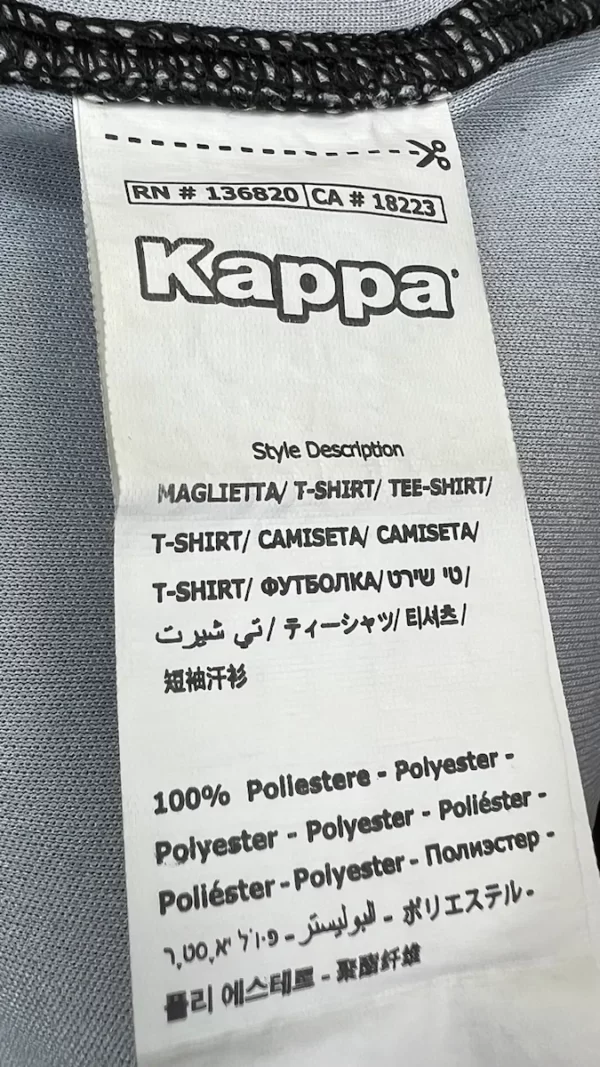 RN # 136820 CA # 18223
Kappa
Style Description
MAGLIETTA/ T-SHIRT/ TEE-SHIRT/
T-SHIRT/ CAMISETA/ CAMISETA/
T-SHIRT/ ФУТБОЛКА/ טי שירט/
تي شيرت / ティーシャツ/ 티셔츠/
短袖汗衫
100% Poliestere - Polyester -
Polyester - Polyester - Poliéster -
Poliéster - Polyester - Полиэстер -
البوليستر - ポリエステル -
폴리 에스테르 - 聚酯纤维